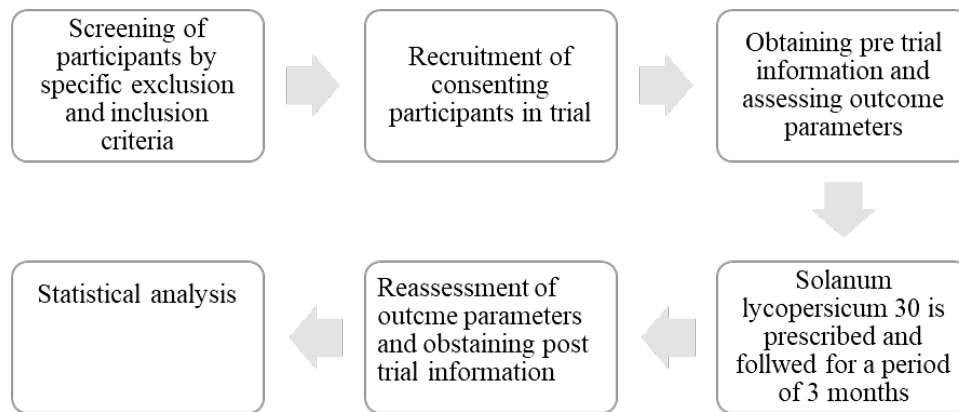 Screening of
participants by
specific exclusion
and inclusion
criteria
Recruitment of
consenting
participants in trial
Obtaining pre trial
information and
assessing outcome
parameters
Solanum
lycopersicum 30 is
prescribed and
follwed for a period
of 3 months
Reassessment of
outcme parameters
and obstaining post
trial information
Statistical analysis